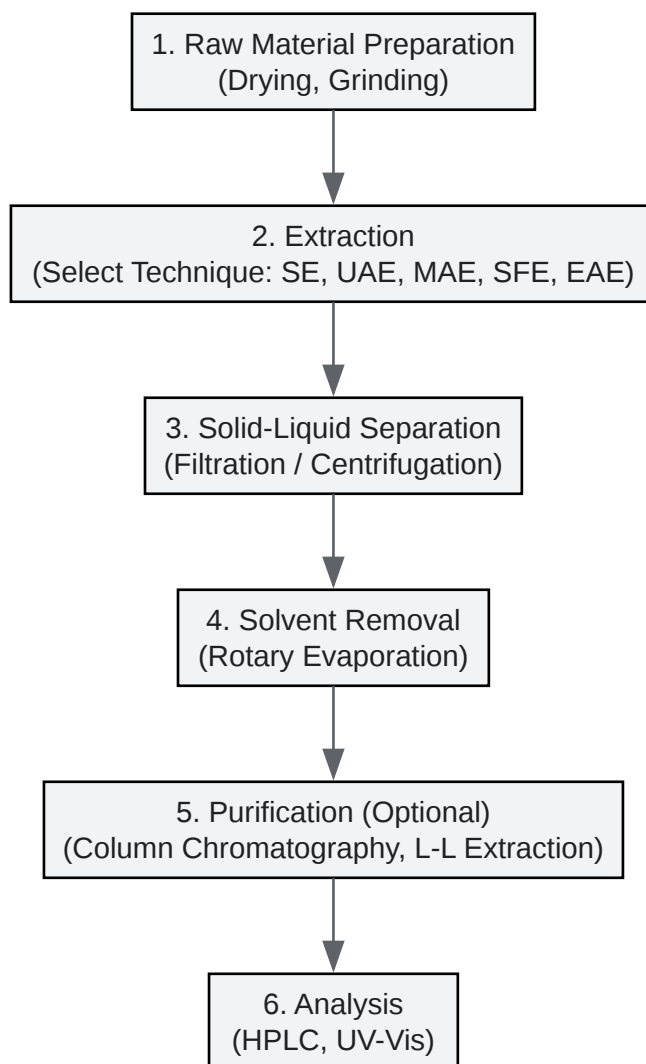 1. Raw Material Preparation
(Drying, Grinding)
2. Extraction
(Select Technique: SE, UAE, MAE, SFE, EAE)
3. Solid-Liquid Separation
(Filtration / Centrifugation)
4. Solvent Removal
(Rotary Evaporation)
5. Purification (Optional)
(Column Chromatography, L-L Extraction)
6. Analysis
(HPLC, UV-Vis)